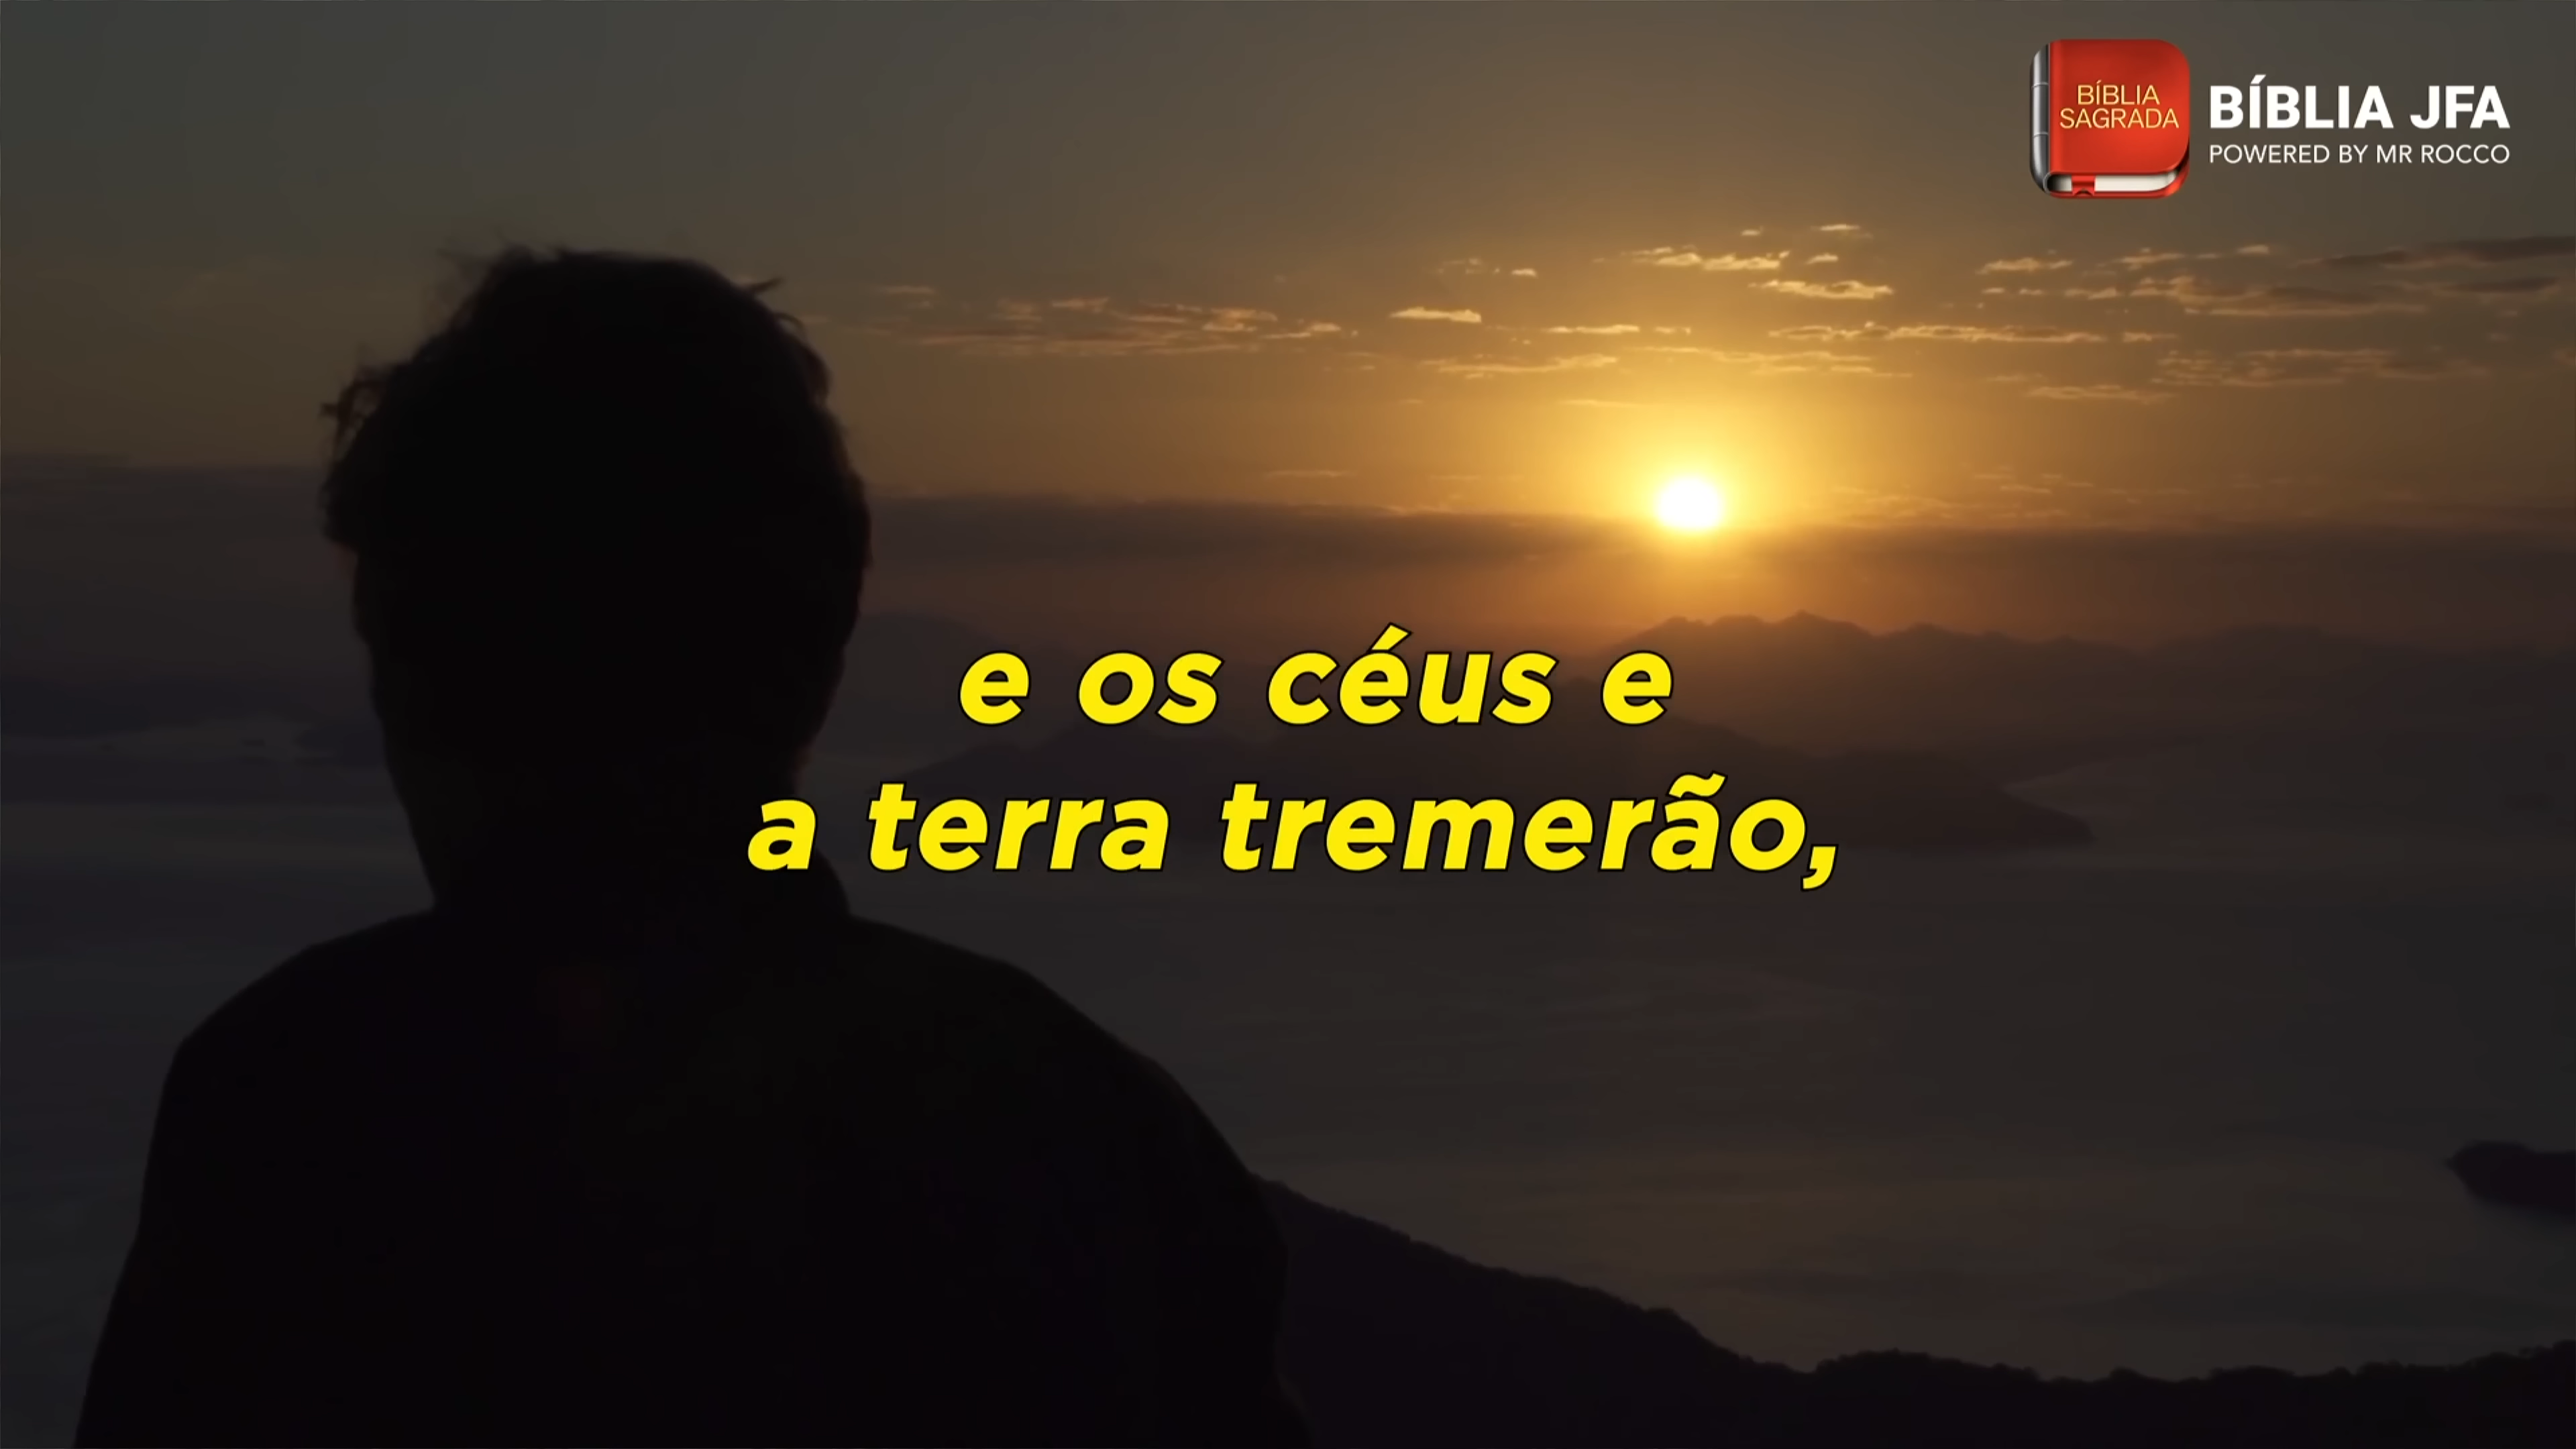 BÍBLIA
SAGRADA
BÍBLIA JFA
POWERED BY MR ROCCO
e os céus e
a terra tremerão,